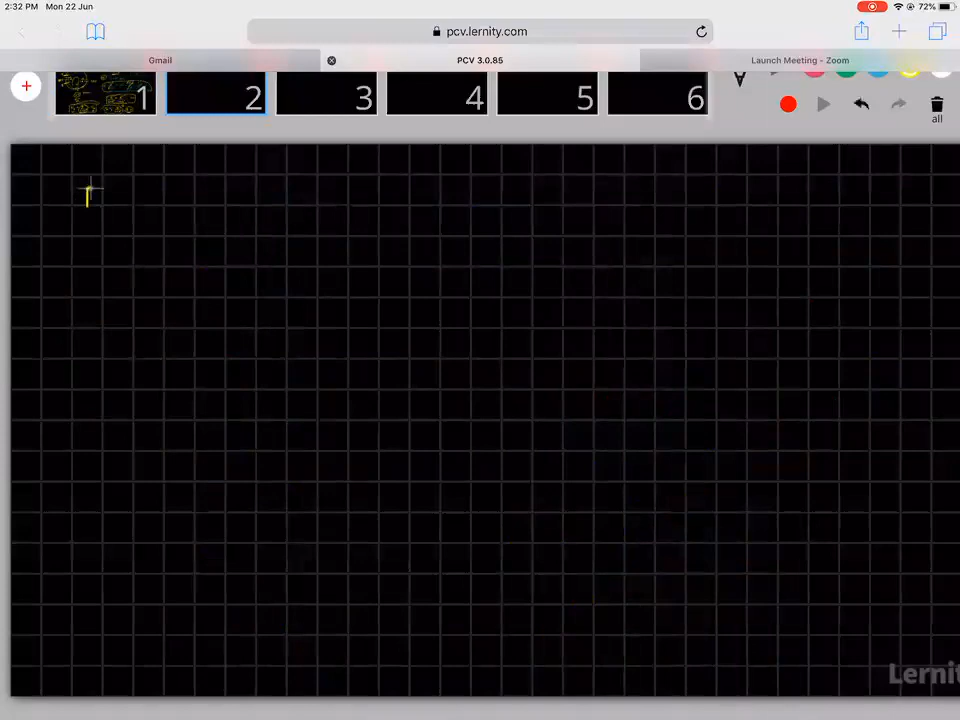 2:32 PM Mon 22 Jun 72%
pcv.lernity.com
Gmail PCV 3.0.85 Launch Meeting - Zoom
1 2 3 4 5 6
all